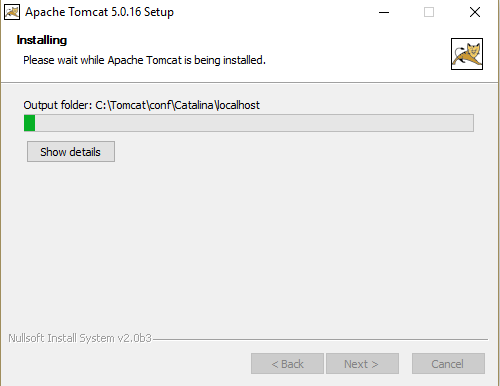 Apache Tomcat 5.0.16 Setup
Installing
Please wait while Apache Tomcat is being installed.
Output folder: C:\Tomcat\conf\Catalina\localhost
Show details
Nullsoft Install System v2.0b3
< Back Next > Cancel